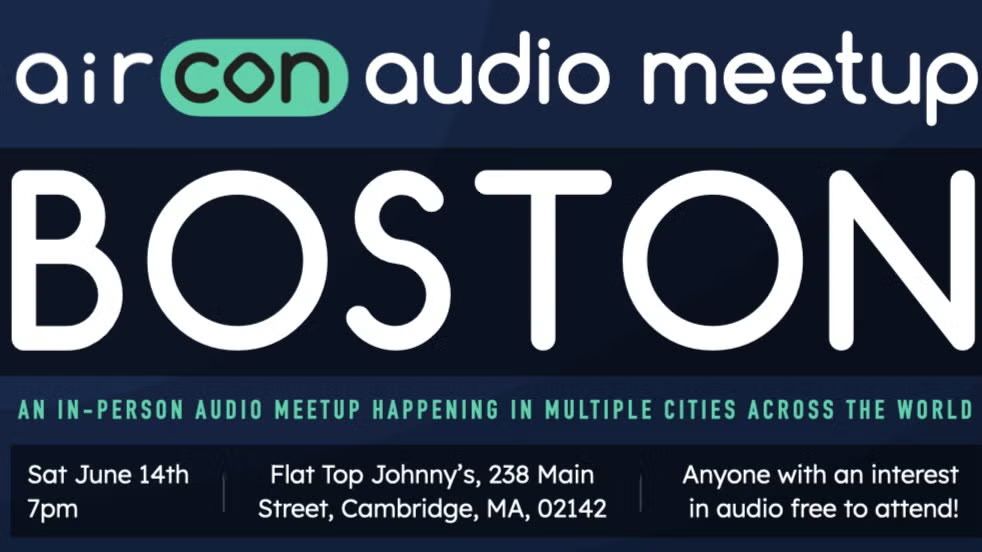 aircon audio meetup
BOSTON
AN IN-PERSON AUDIO MEETUP HAPPENING IN MULTIPLE CITIES ACROSS THE WORLD
Sat June 14th
7pm
Flat Top Johnny’s, 238 Main
Street, Cambridge, MA, 02142
Anyone with an interest
in audio free to attend!